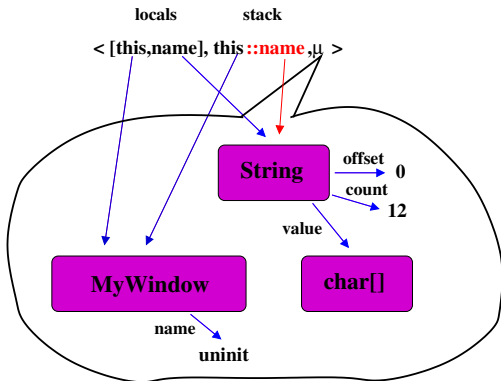 locals stack
< [this,name], this::name ,μ >
String
offset
0
count
12
value
MyWindow
char[]
name
uninit